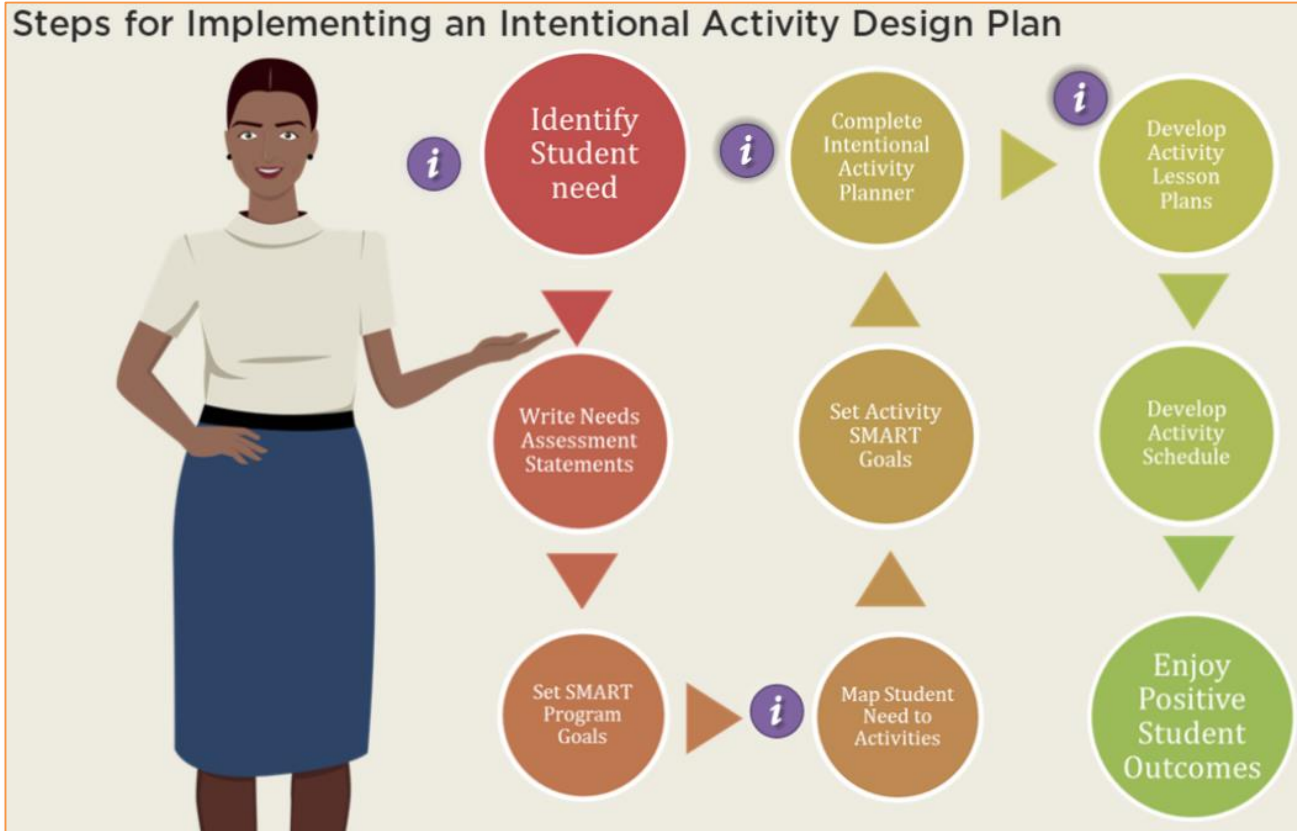 Steps for Implementing an Intentional Activity Design Plan
i
Identify
Student
need
Write Needs
Assessment
Statements
Set SMART
Program
Goals
i
Map Student
Need to
Activities
Set Activity
SMART
Goals
i
Complete
Intentional
Activity
Planner
i
Develop
Activity
Lesson
Plans
Develop
Activity
Schedule
Enjoy
Positive
Student
Outcomes